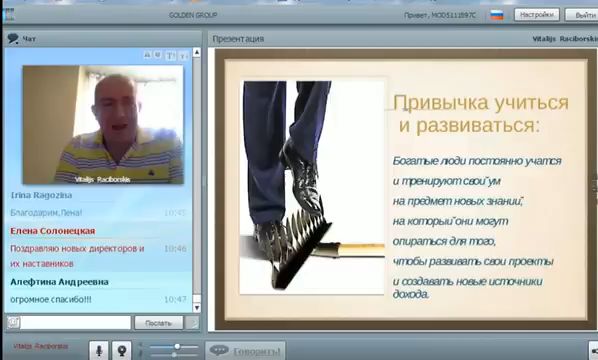 GOLDEN GROUP
Привет, MOD5111597C
Настройки
Выйти
Чат
Презентация
Vitalijs Raciborskis
T↑
T↓
Vitalijs Raciborskis
Irina Ragozina
Благодарим,Лена!
10:45
Елена Солонецкая
Поздравляю новых директоров и
10:46
их наставников
Алефтина Андреевна
огромное спасибо!!!
10:47
Послать
Vitalijs Raciborskis
Говорить!
Привычка учиться
и развиваться:
Богатые люди постоянно учатся
и тренируют свой ум
на предмет новых знаний,
на который они могут
опираться для того,
чтобы развивать свои проекты
и создавать новые источники
дохода.